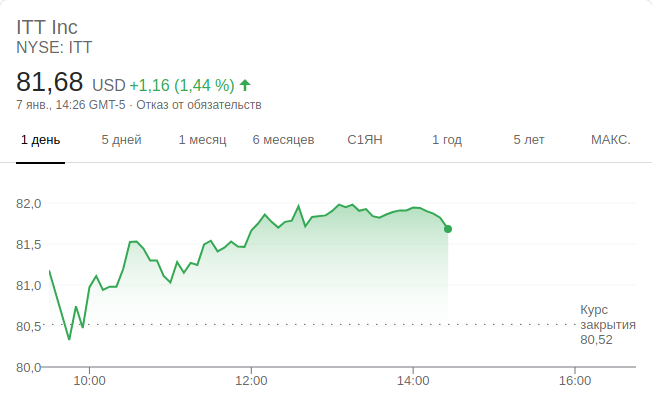 ITT Inc
NYSE: ITT
81,68 USD +1,16 (1,44 %)
7 янв., 14:26 GMT-5 · Отказ от обязательств
1 день 5 дней 1 месяц 6 месяцев С1ЯН 1 год 5 лет МАКС.
82,0
81,5
81,0
80,5
80,0
Курс
закрытия
80,52
10:00 12:00 14:00 16:00